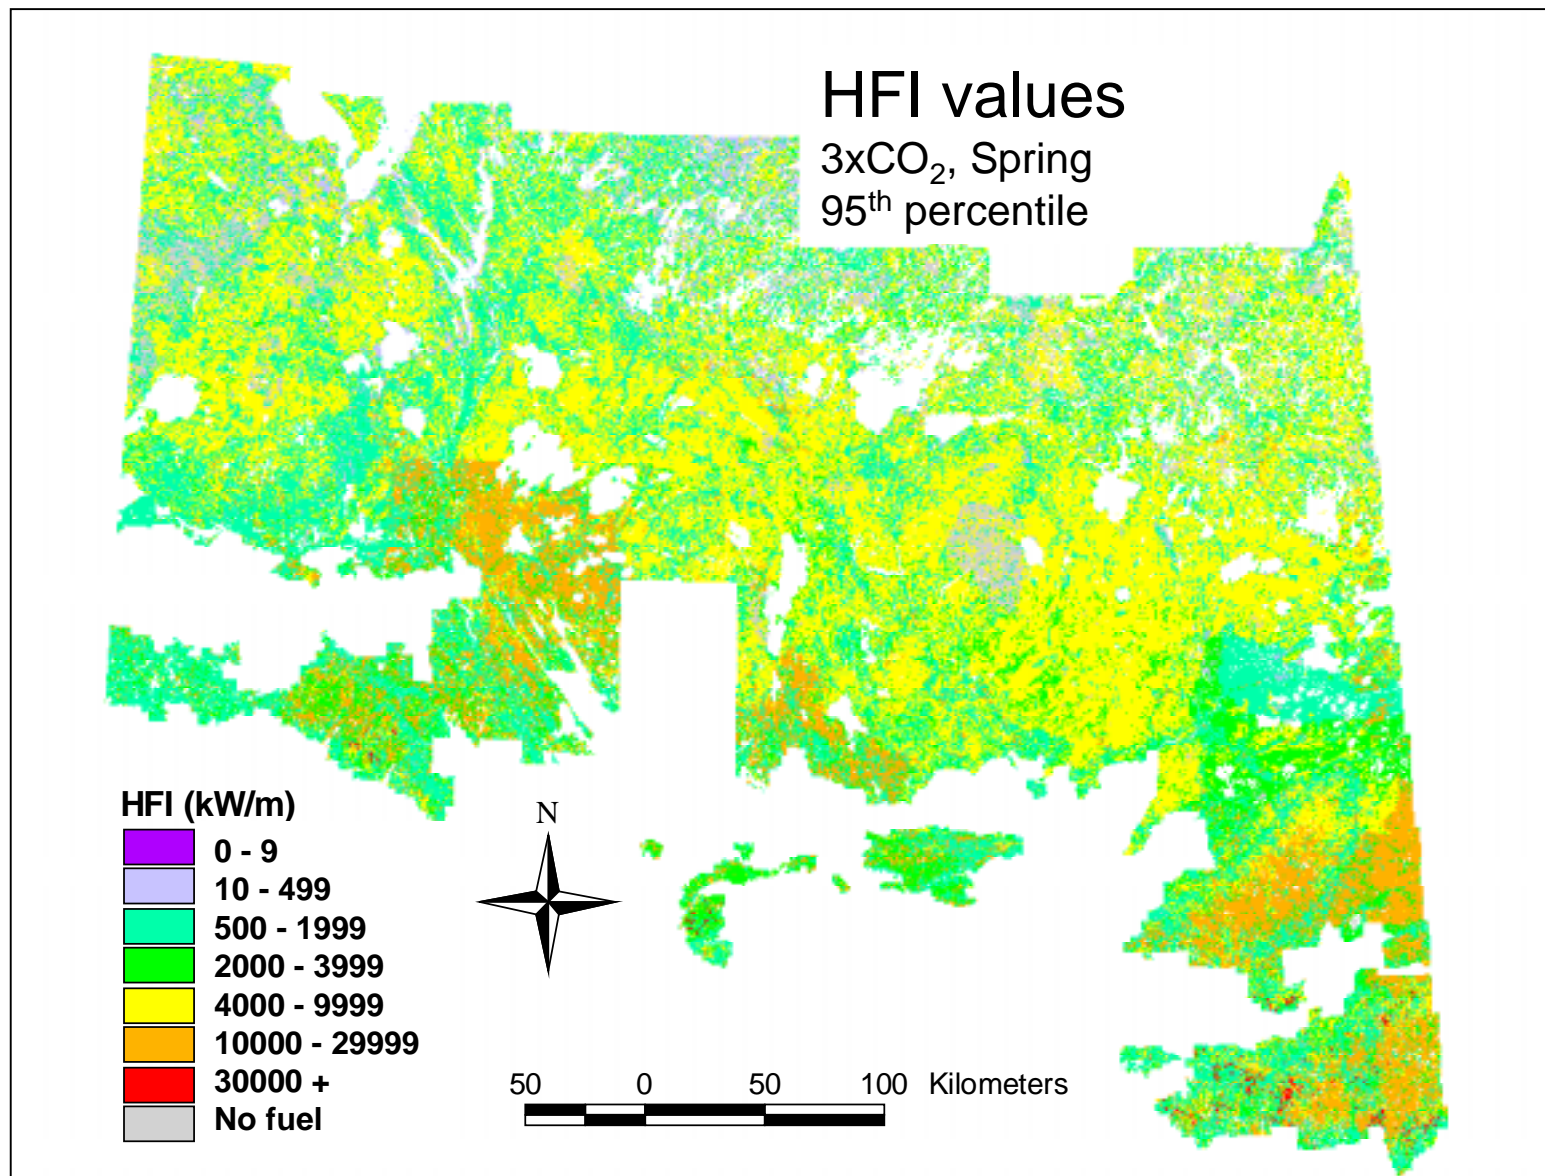 HFI values
3xCO₂, Spring
95ᵗʰ percentile
HFI (kW/m)
0 - 9
10 - 499
500 - 1999
2000 - 3999
4000 - 9999
10000 - 29999
30000 +
No fuel
N
50 0 50 100 Kilometers